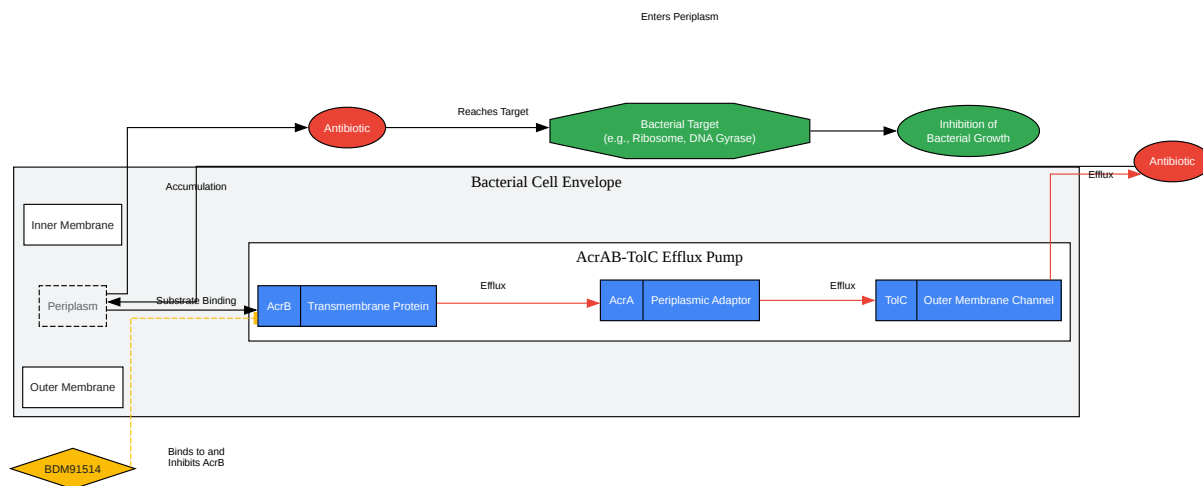 Enters Periplasm
Reaches Target
Antibiotic
Bacterial Target
(e.g., Ribosome, DNA Gyrase)
Inhibition of
Bacterial Growth
Antibiotic
Efflux
Accumulation
Bacterial Cell Envelope
Inner Membrane
AcrAB-TolC Efflux Pump
Periplasm
Substrate Binding
AcrB
Transmembrane Protein
Efflux
AcrA
Periplasmic Adaptor
Efflux
TolC
Outer Membrane Channel
Outer Membrane
BDM91514
Binds to and
Inhibits AcrB